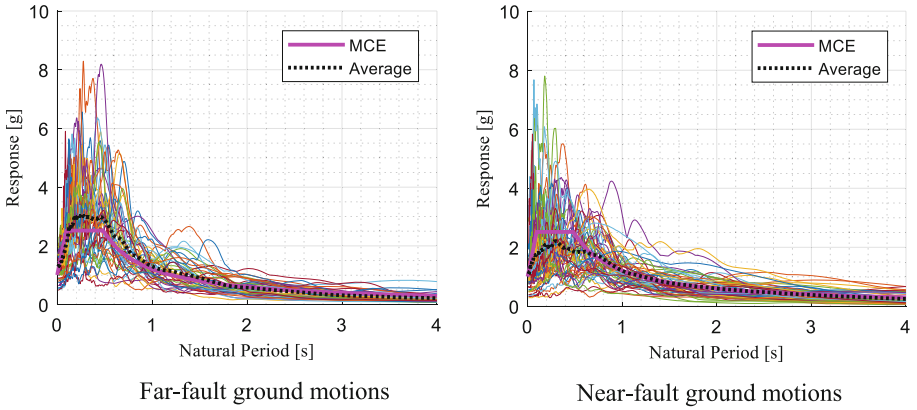 MCE
Average
Response [g]
10
8
6
4
2
0
0 1 2 3 4
Natural Period [s]
Far-fault ground motions
MCE
Average
Response [g]
10
8
6
4
2
0
0 1 2 3 4
Natural Period [s]
Near-fault ground motions